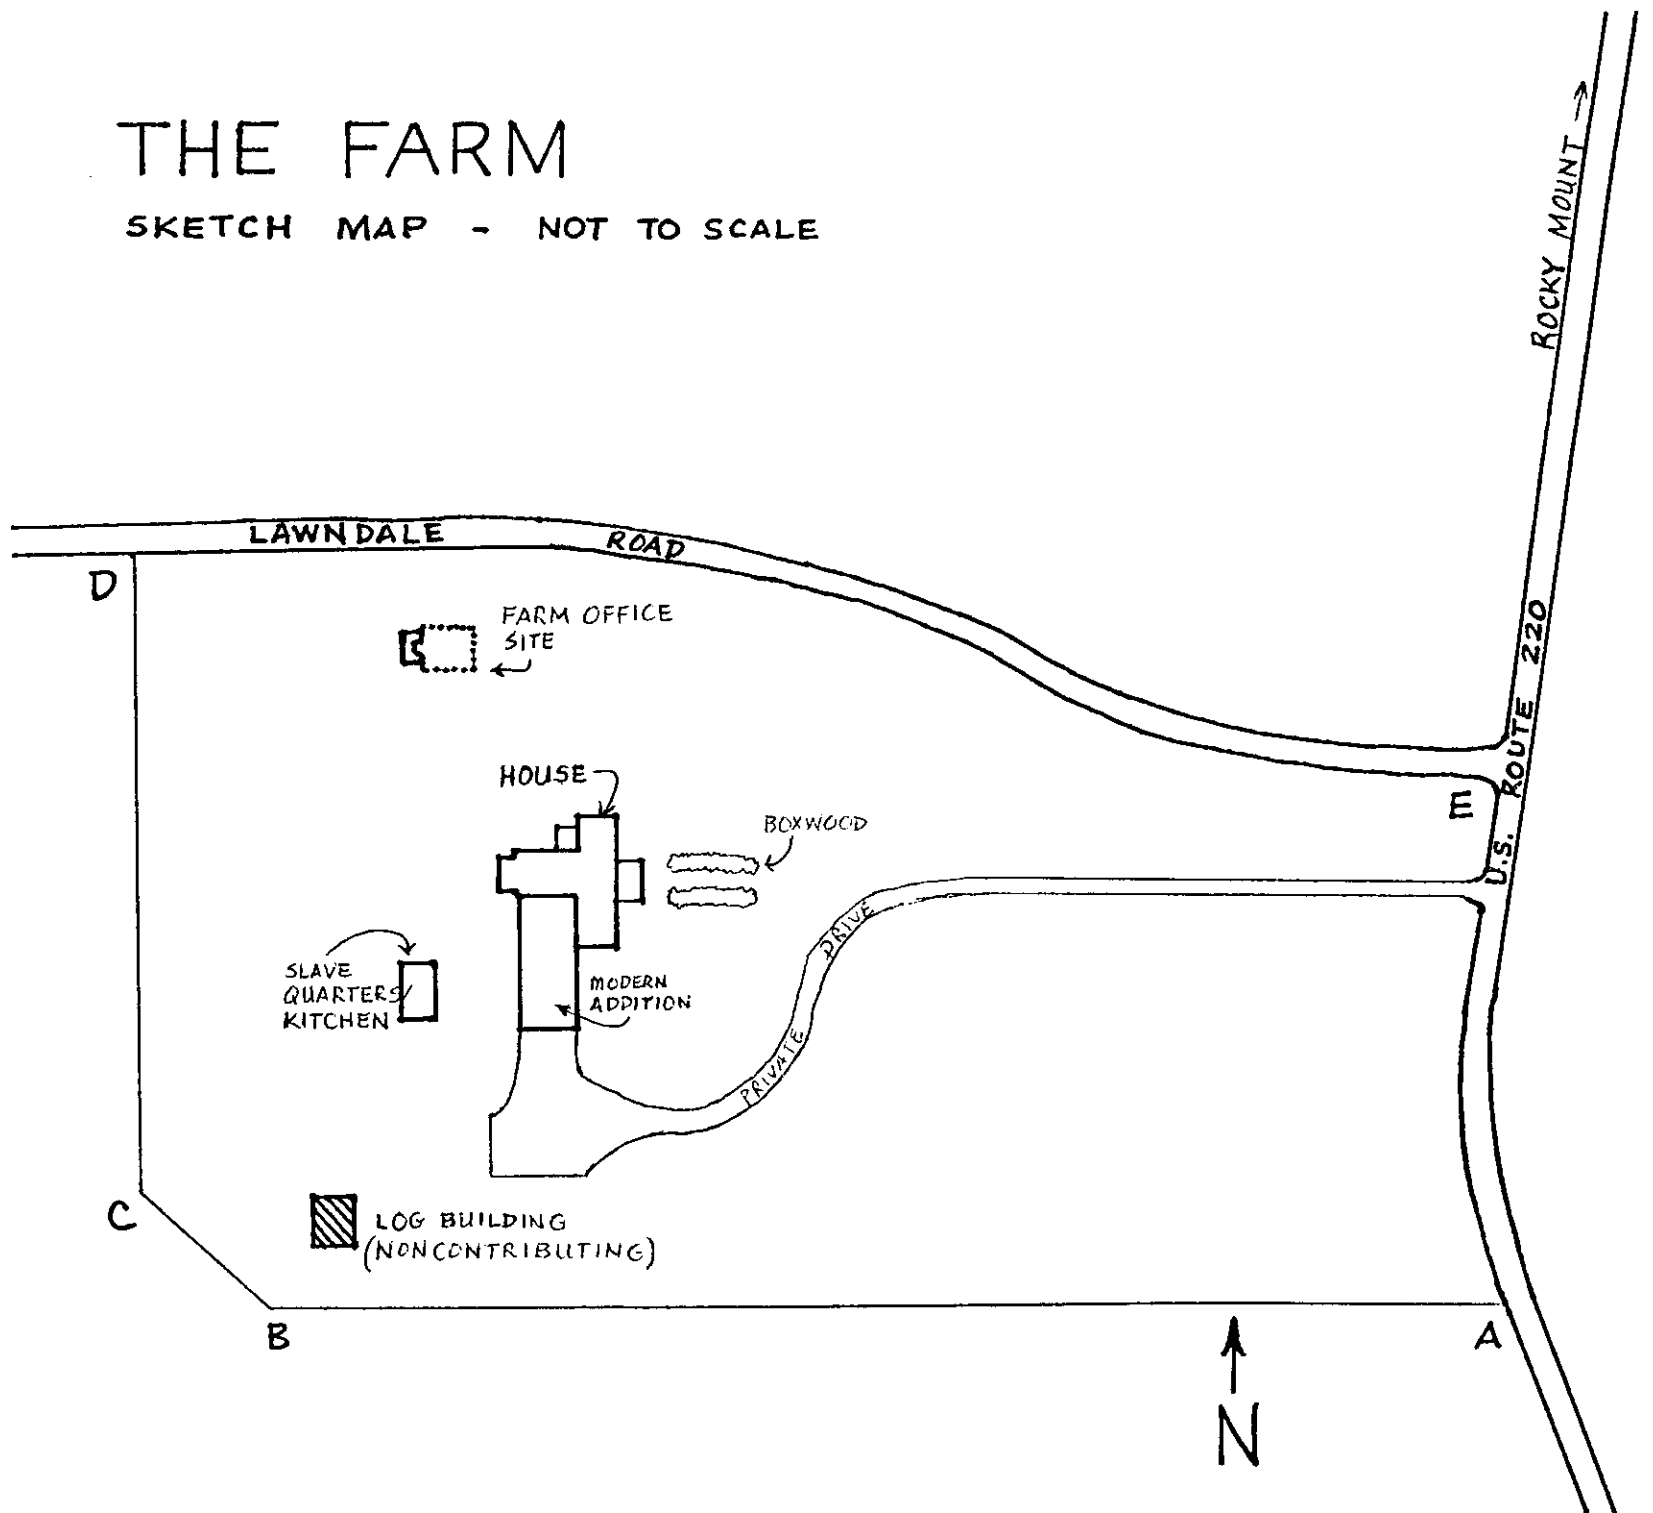 THE FARM
SKETCH MAP - NOT TO SCALE
ROCKY MOUNT →
LAWNDALE ROAD
D
FARM OFFICE
SITE
U.S. ROUTE 220
HOUSE
E
BOXWOOD
SLAVE
QUARTERS/
KITCHEN
MODERN
ADDITION
PRIVATE DRIVE
C
LOG BUILDING
(NONCONTRIBUTING)
B
A
N